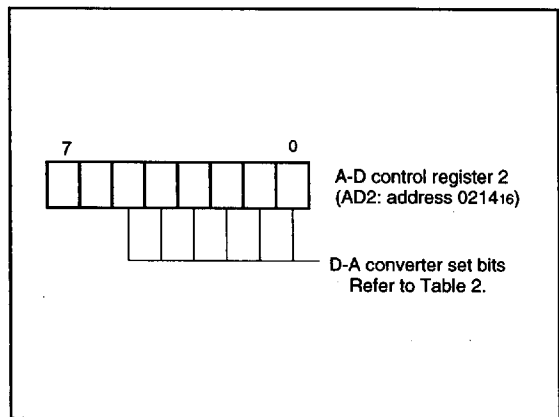 7 0
A-D control register 2
(AD2: address 0214₁₆)
D-A converter set bits
Refer to Table 2.